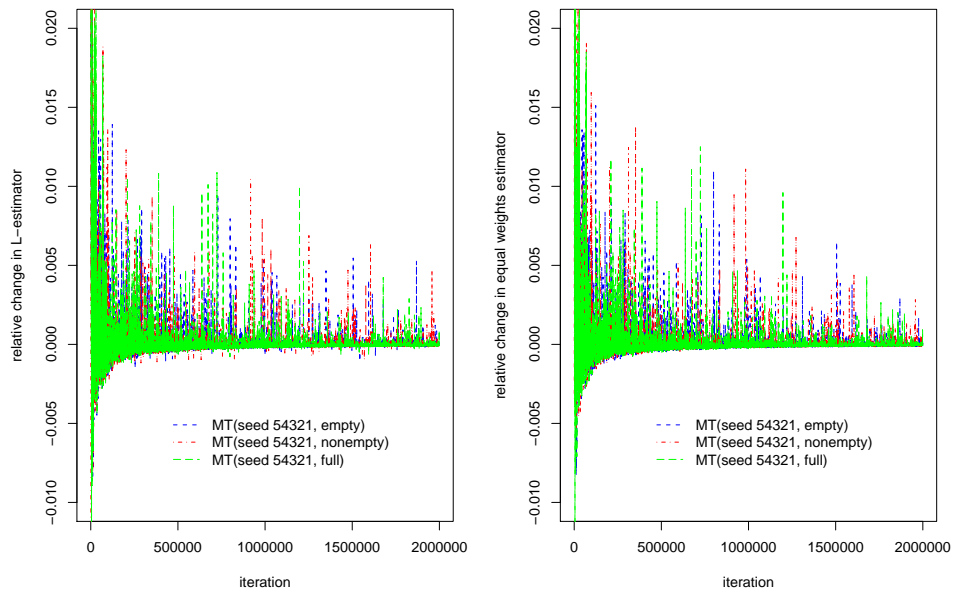 relative change in L−estimator
0.020
0.015
0.010
0.005
0.000
−0.005
−0.010
MT(seed 54321, empty)
MT(seed 54321, nonempty)
MT(seed 54321, full)
0 500000 1000000 1500000 2000000
iteration
relative change in equal weights estimator
0.020
0.015
0.010
0.005
0.000
−0.005
−0.010
MT(seed 54321, empty)
MT(seed 54321, nonempty)
MT(seed 54321, full)
0 500000 1000000 1500000 2000000
iteration